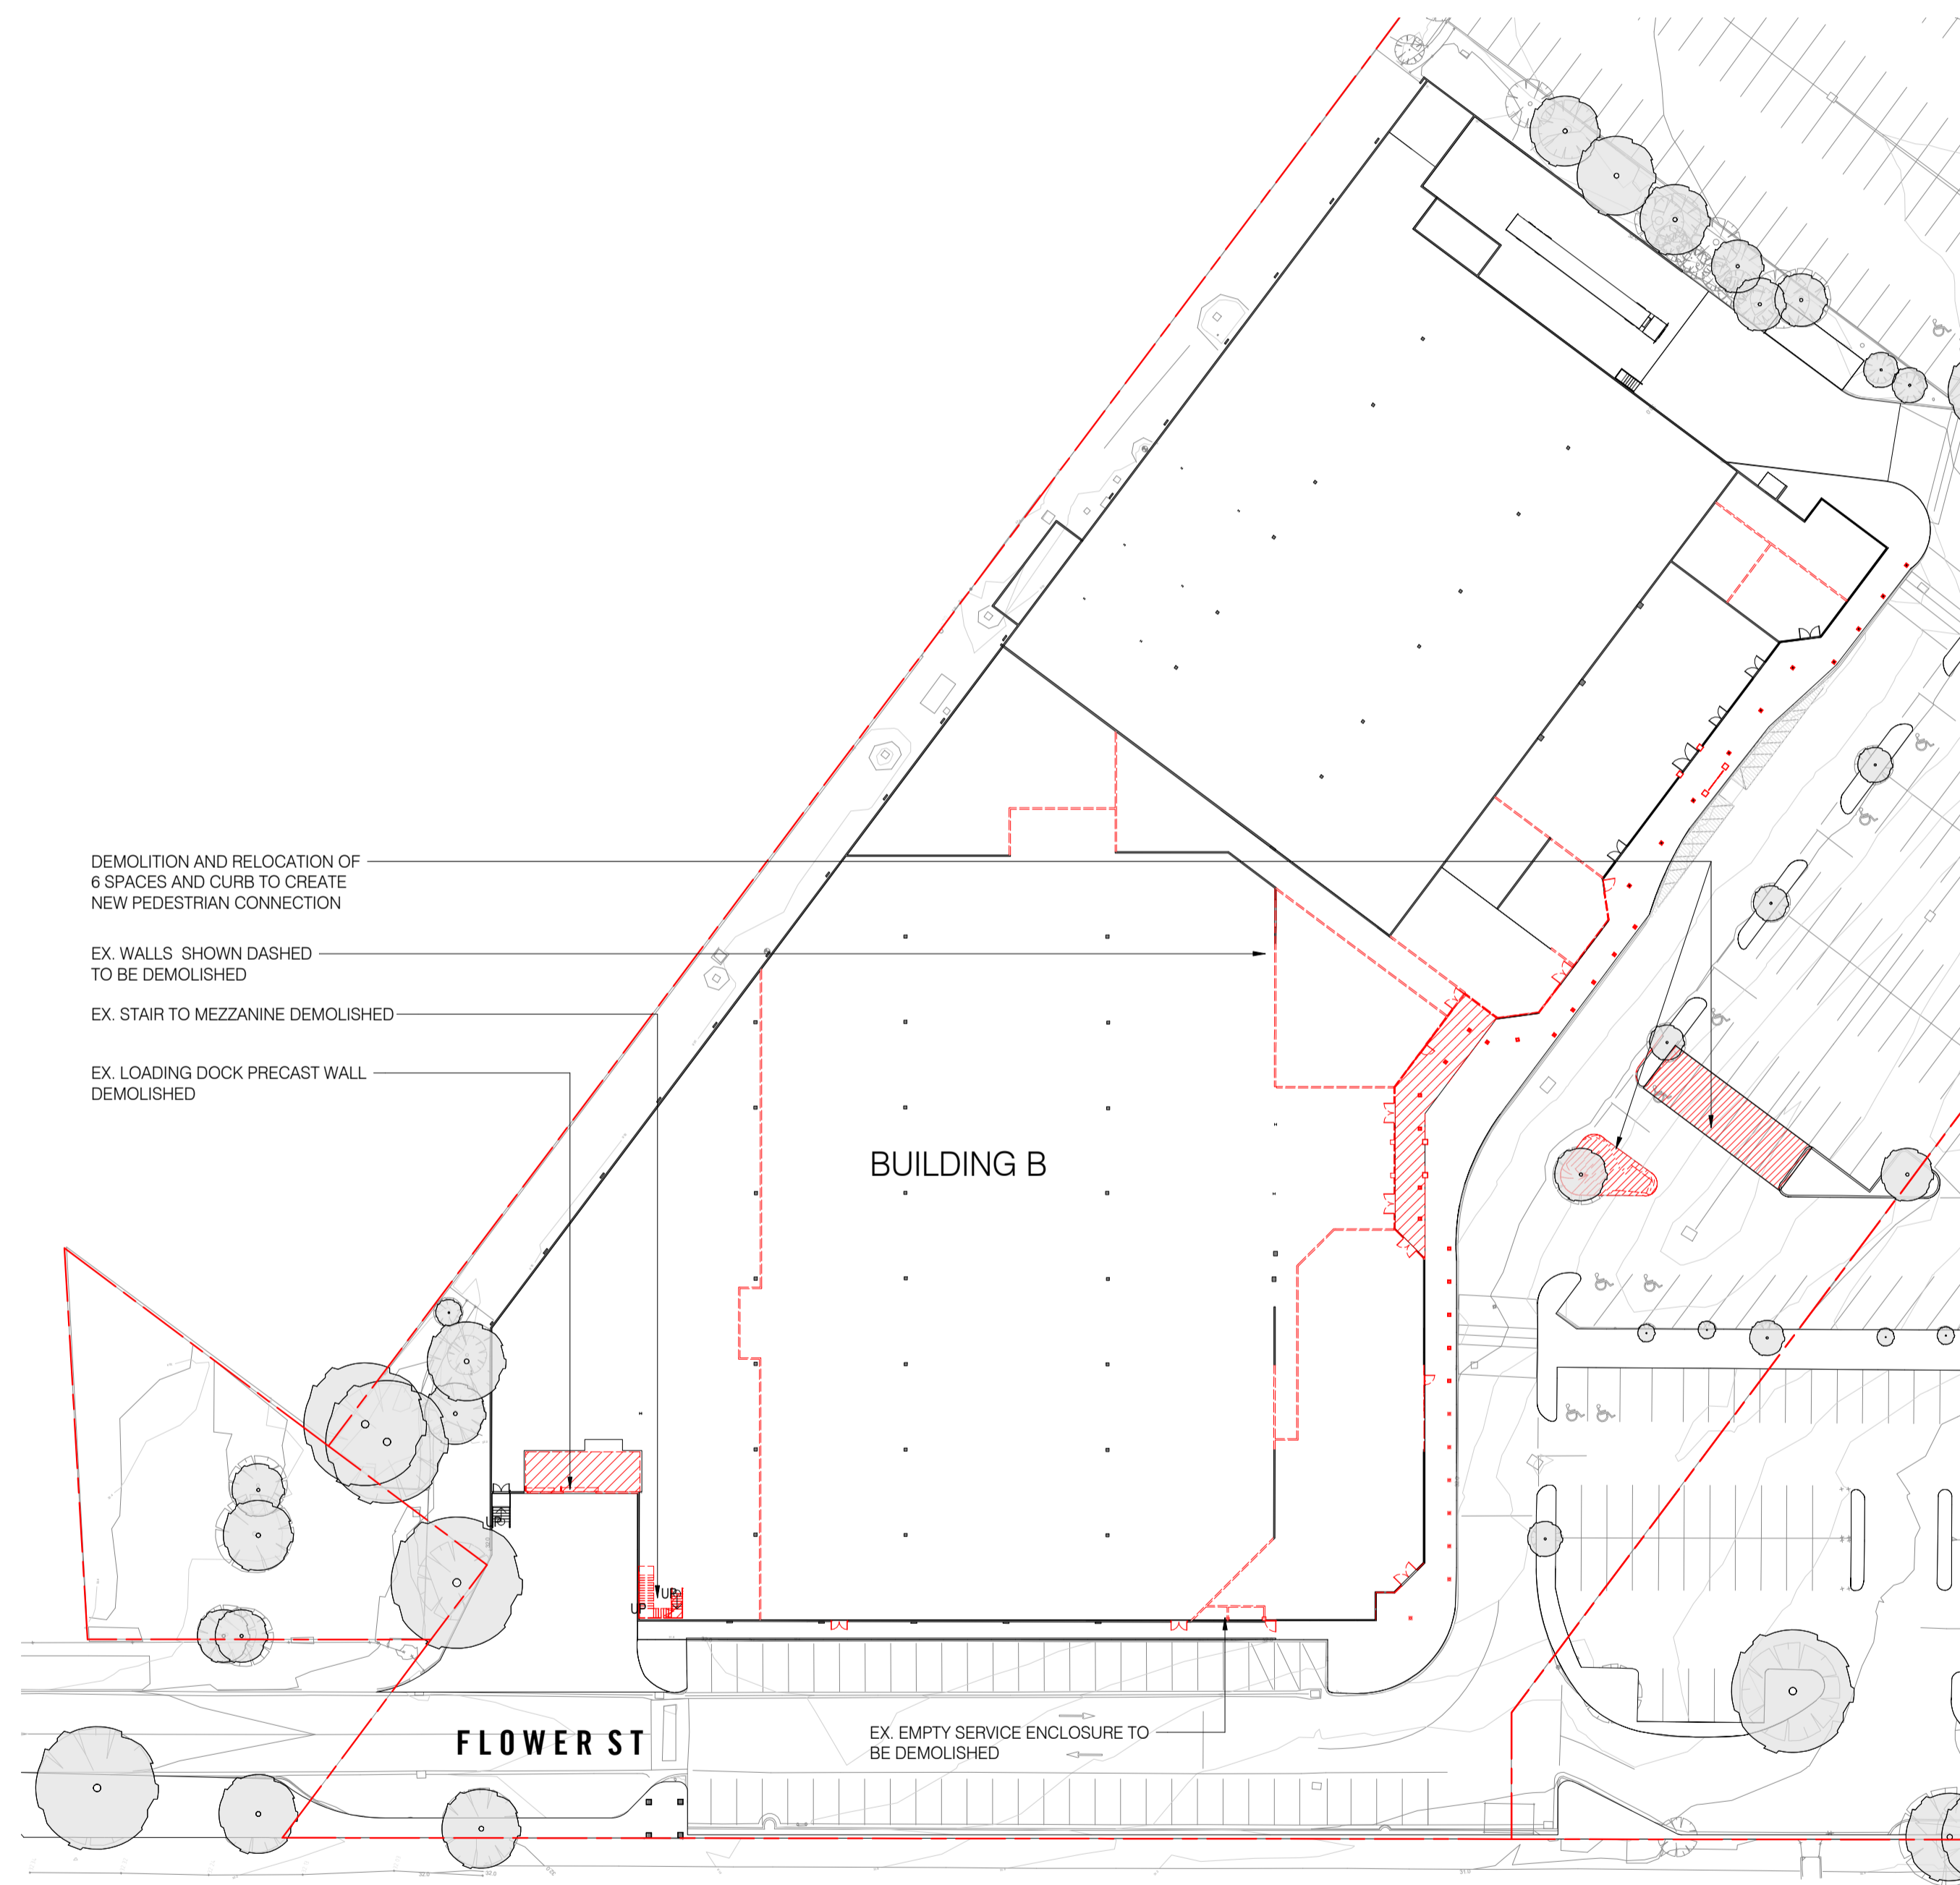 DEMOLITION AND RELOCATION OF
6 SPACES AND CURB TO CREATE
NEW PEDESTRIAN CONNECTION
EX. WALLS SHOWN DASHED
TO BE DEMOLISHED
EX. STAIR TO MEZZANINE DEMOLISHED
EX. LOADING DOCK PRECAST WALL
DEMOLISHED
BUILDING B
UP
UP
UP
EX. EMPTY SERVICE ENCLOSURE TO
BE DEMOLISHED
FLOWER ST